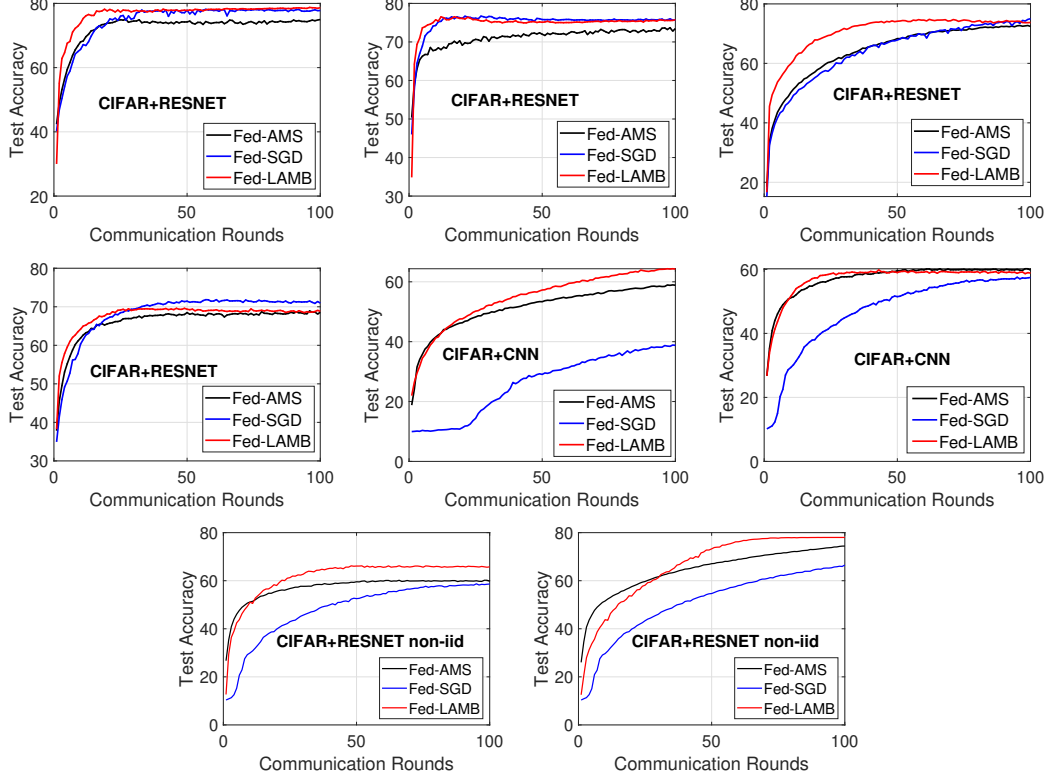 80
60
40
20
0
50
100
Test Accuracy
Communication Rounds
CIFAR+RESNET
Fed-AMS
Fed-SGD
Fed-LAMB
80
70
60
50
40
30
0
50
100
Test Accuracy
Communication Rounds
CIFAR+RESNET
Fed-AMS
Fed-SGD
Fed-LAMB
80
60
40
20
0
50
100
Test Accuracy
Communication Rounds
CIFAR+RESNET
Fed-AMS
Fed-SGD
Fed-LAMB
80
70
60
50
40
30
0
50
100
Test Accuracy
Communication Rounds
CIFAR+RESNET
Fed-AMS
Fed-SGD
Fed-LAMB
60
40
20
0
0
50
100
Test Accuracy
Communication Rounds
CIFAR+CNN
Fed-AMS
Fed-SGD
Fed-LAMB
60
40
20
0
0
50
100
Test Accuracy
Communication Rounds
CIFAR+CNN
Fed-AMS
Fed-SGD
Fed-LAMB
80
60
40
20
0
0
50
100
Test Accuracy
Communication Rounds
CIFAR+RESNET non-iid
Fed-AMS
Fed-SGD
Fed-LAMB
80
60
40
20
0
0
50
100
Test Accuracy
Communication Rounds
CIFAR+RESNET non-iid
Fed-AMS
Fed-SGD
Fed-LAMB